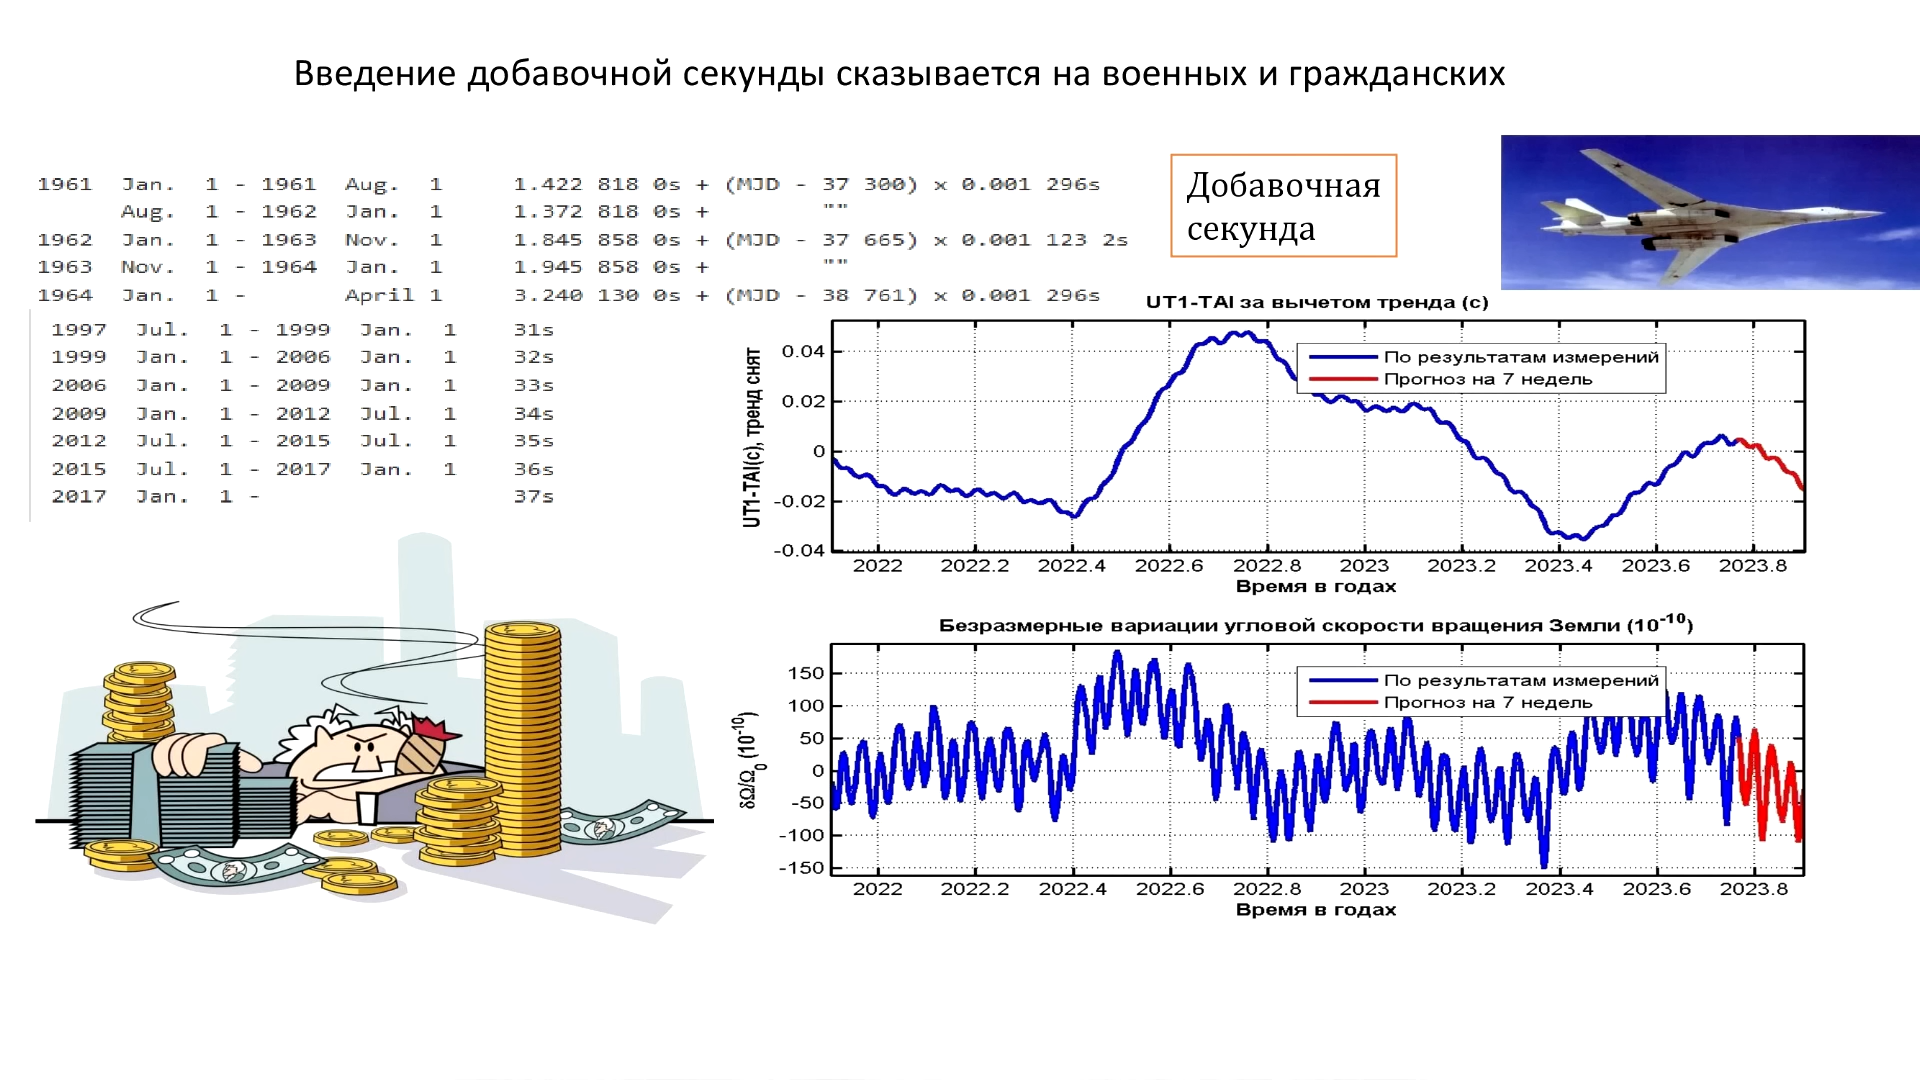 Введение добавочной секунды сказывается на военных и гражданских
1961 Jan. 1 - 1961 Aug. 1 1.422 818 0s + (MJD - 37 300) x 0.001 296s
Aug. 1 - 1962 Jan. 1 1.372 818 0s + ""
1962 Jan. 1 - 1963 Nov. 1 1.845 858 0s + (MJD - 37 665) x 0.001 123 2s
1963 Nov. 1 - 1964 Jan. 1 1.945 858 0s + ""
1964 Jan. 1 - April 1 3.240 130 0s + (MJD - 38 761) x 0.001 296s
1997 Jul. 1 - 1999 Jan. 1 31s
1999 Jan. 1 - 2006 Jan. 1 32s
2006 Jan. 1 - 2009 Jan. 1 33s
2009 Jan. 1 - 2012 Jul. 1 34s
2012 Jul. 1 - 2015 Jul. 1 35s
2015 Jul. 1 - 2017 Jan. 1 36s
2017 Jan. 1 - 37s
Добавочная
секунда
UT1-TAI за вычетом тренда (с)
UT1-TAI(с), тренд снят
0.04
0.02
0
-0.02
-0.04
По результатам измерений
Прогноз на 7 недель
2022 2022.2 2022.4 2022.6 2022.8 2023 2023.2 2023.4 2023.6 2023.8
Время в годах
Безразмерные вариации угловой скорости вращения Земли (10⁻¹⁰)
δΩ/Ω₀ (10⁻¹⁰)
150
100
50
0
-50
-100
-150
По результатам измерений
Прогноз на 7 недель
2022 2022.2 2022.4 2022.6 2022.8 2023 2023.2 2023.4 2023.6 2023.8
Время в годах